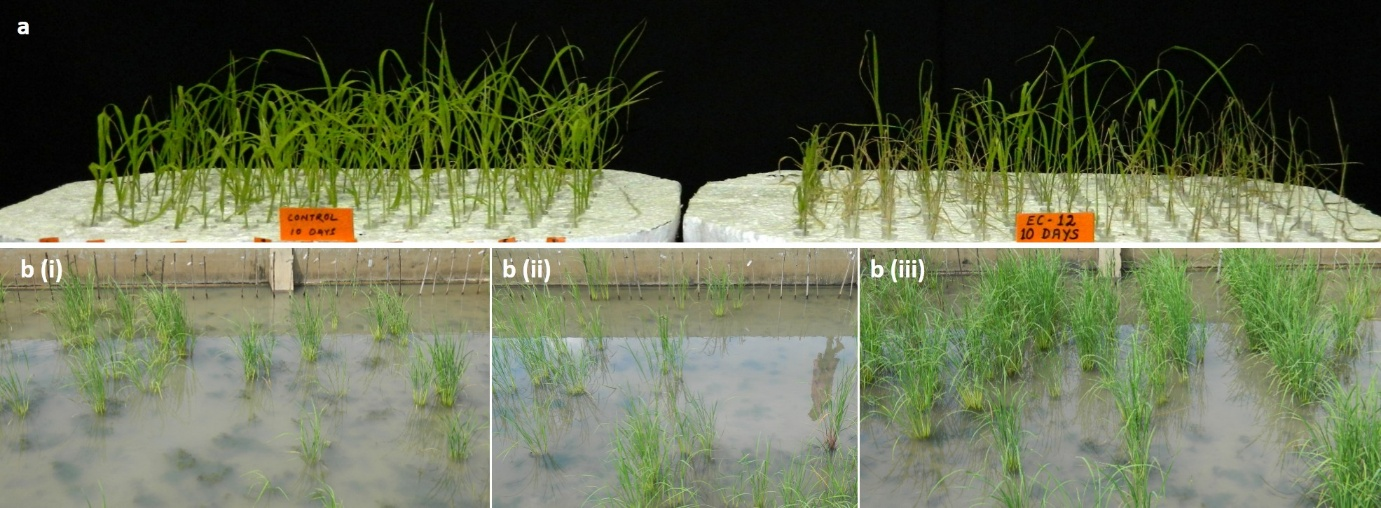 a
CONTROL
10 DAYS
EC-12
10 DAYS
b (i)
b (ii)
b (iii)